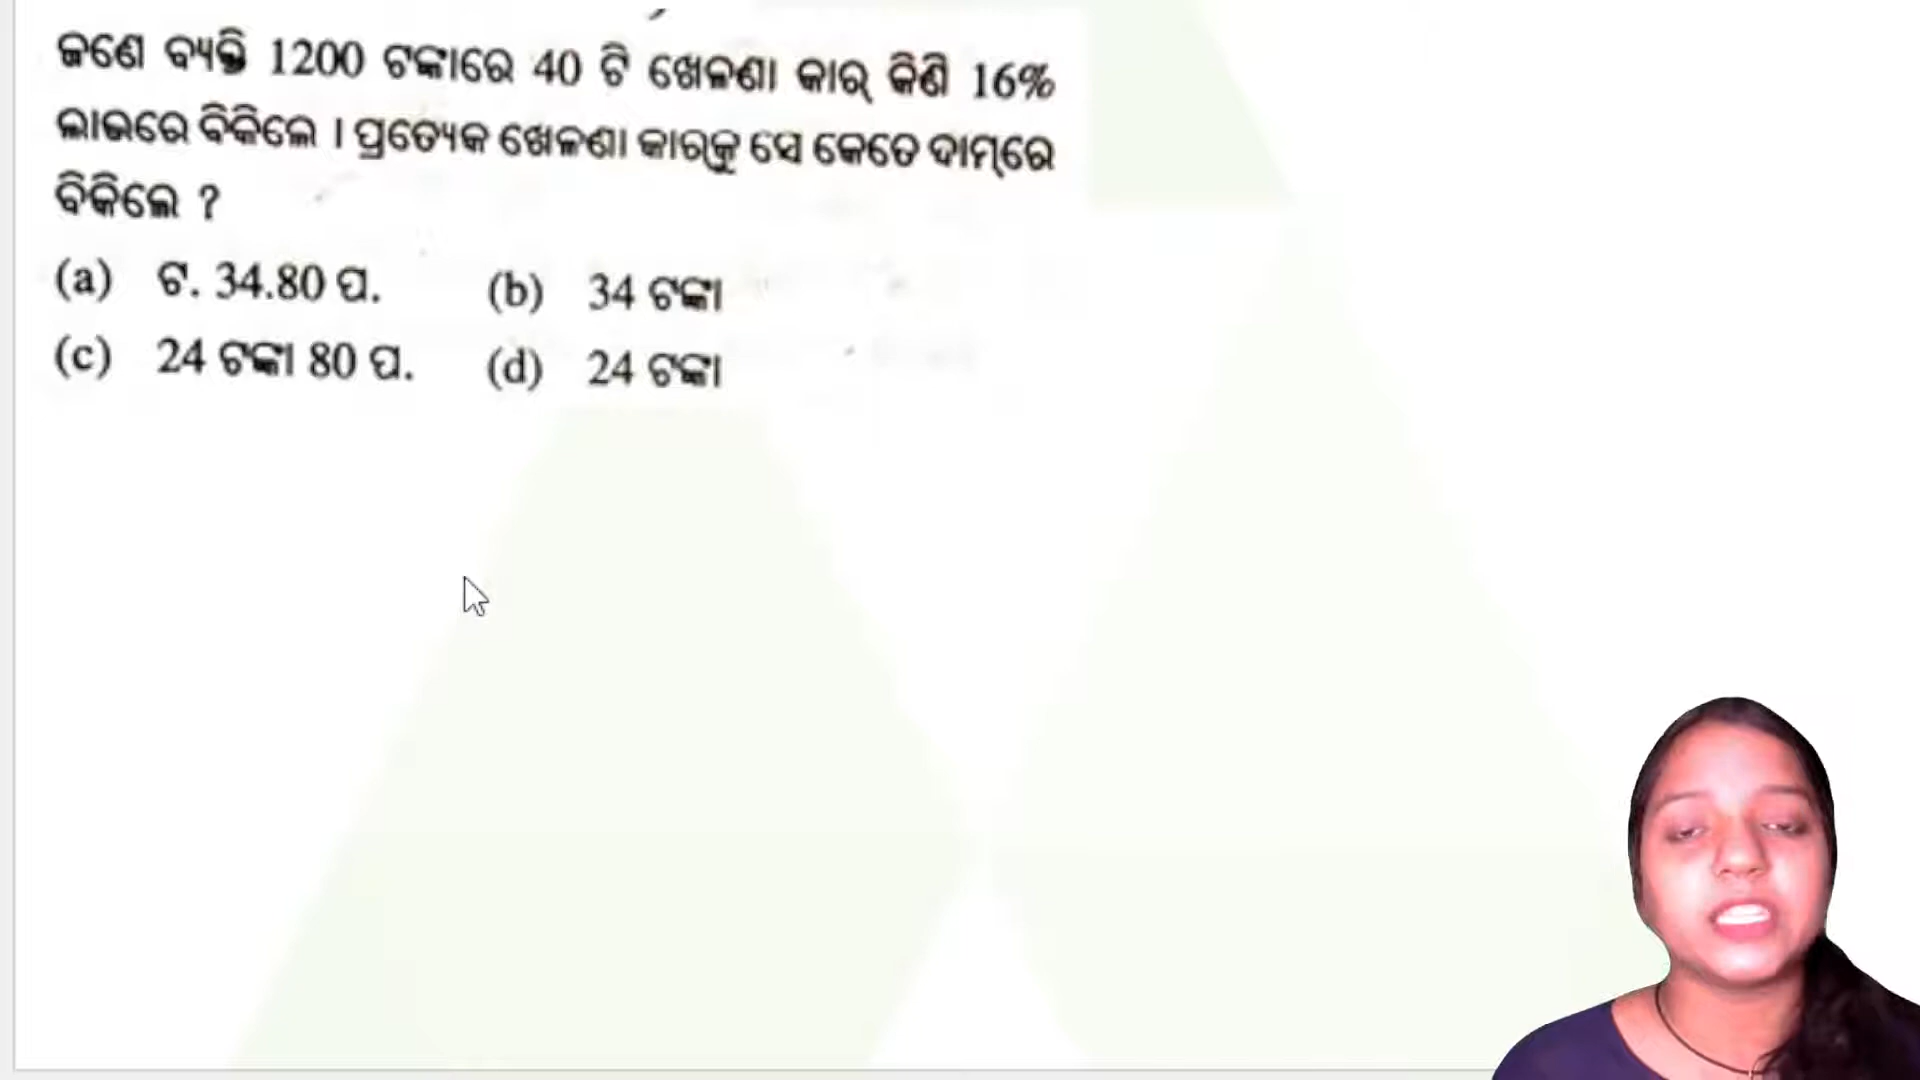 ଜଣେ ବ୍ୟକ୍ତି 1200 ଟଙ୍କାରେ 40 ଟି ଖେଳଣା କାର୍ କିଣି 16%
ଲାଭରେ ବିକିଲେ । ପ୍ରତ୍ୟେକ ଖେଳଣା କାର୍‌କୁ ସେ କେତେ ଦାମ୍‌ରେ
ବିକିଲେ ?
(a) ଟ. 34.80 ପ. (b) 34 ଟଙ୍କା
(c) 24 ଟଙ୍କା 80 ପ. (d) 24 ଟଙ୍କା